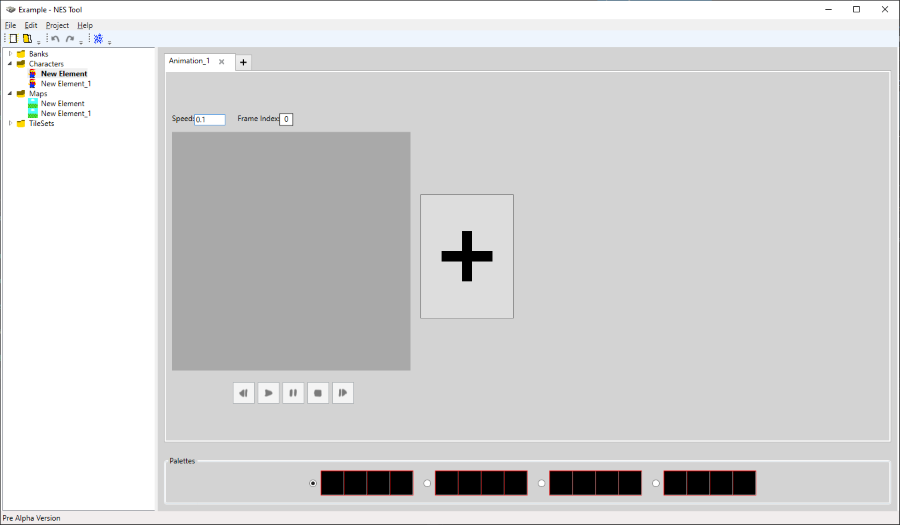 Example - NES Tool
File Edit Project Help
Banks
Characters
New Element
New Element_1
Maps
New Element
New Element_1
TileSets
Animation_1
Speed: 0.1 Frame Index: 0
Palettes
Pre Alpha Version